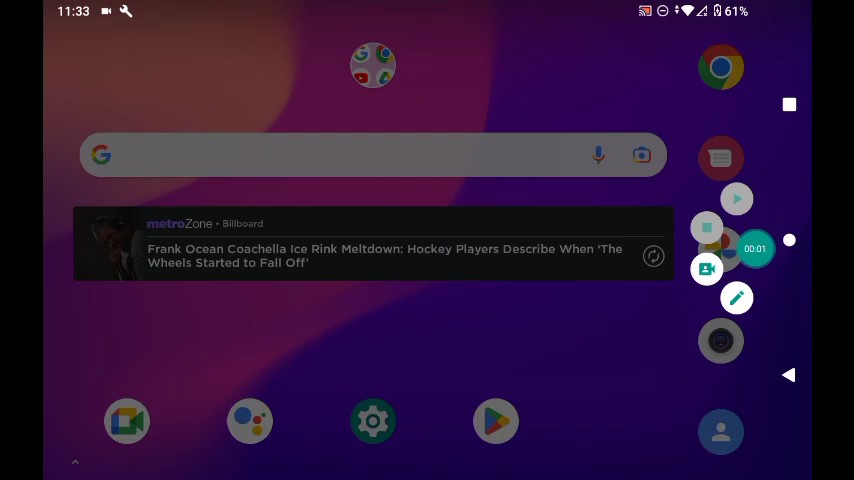 11:33
61%
metroZone • Billboard
Frank Ocean Coachella Ice Rink Meltdown: Hockey Players Describe When ‘The
Wheels Started to Fall Off’
00:01